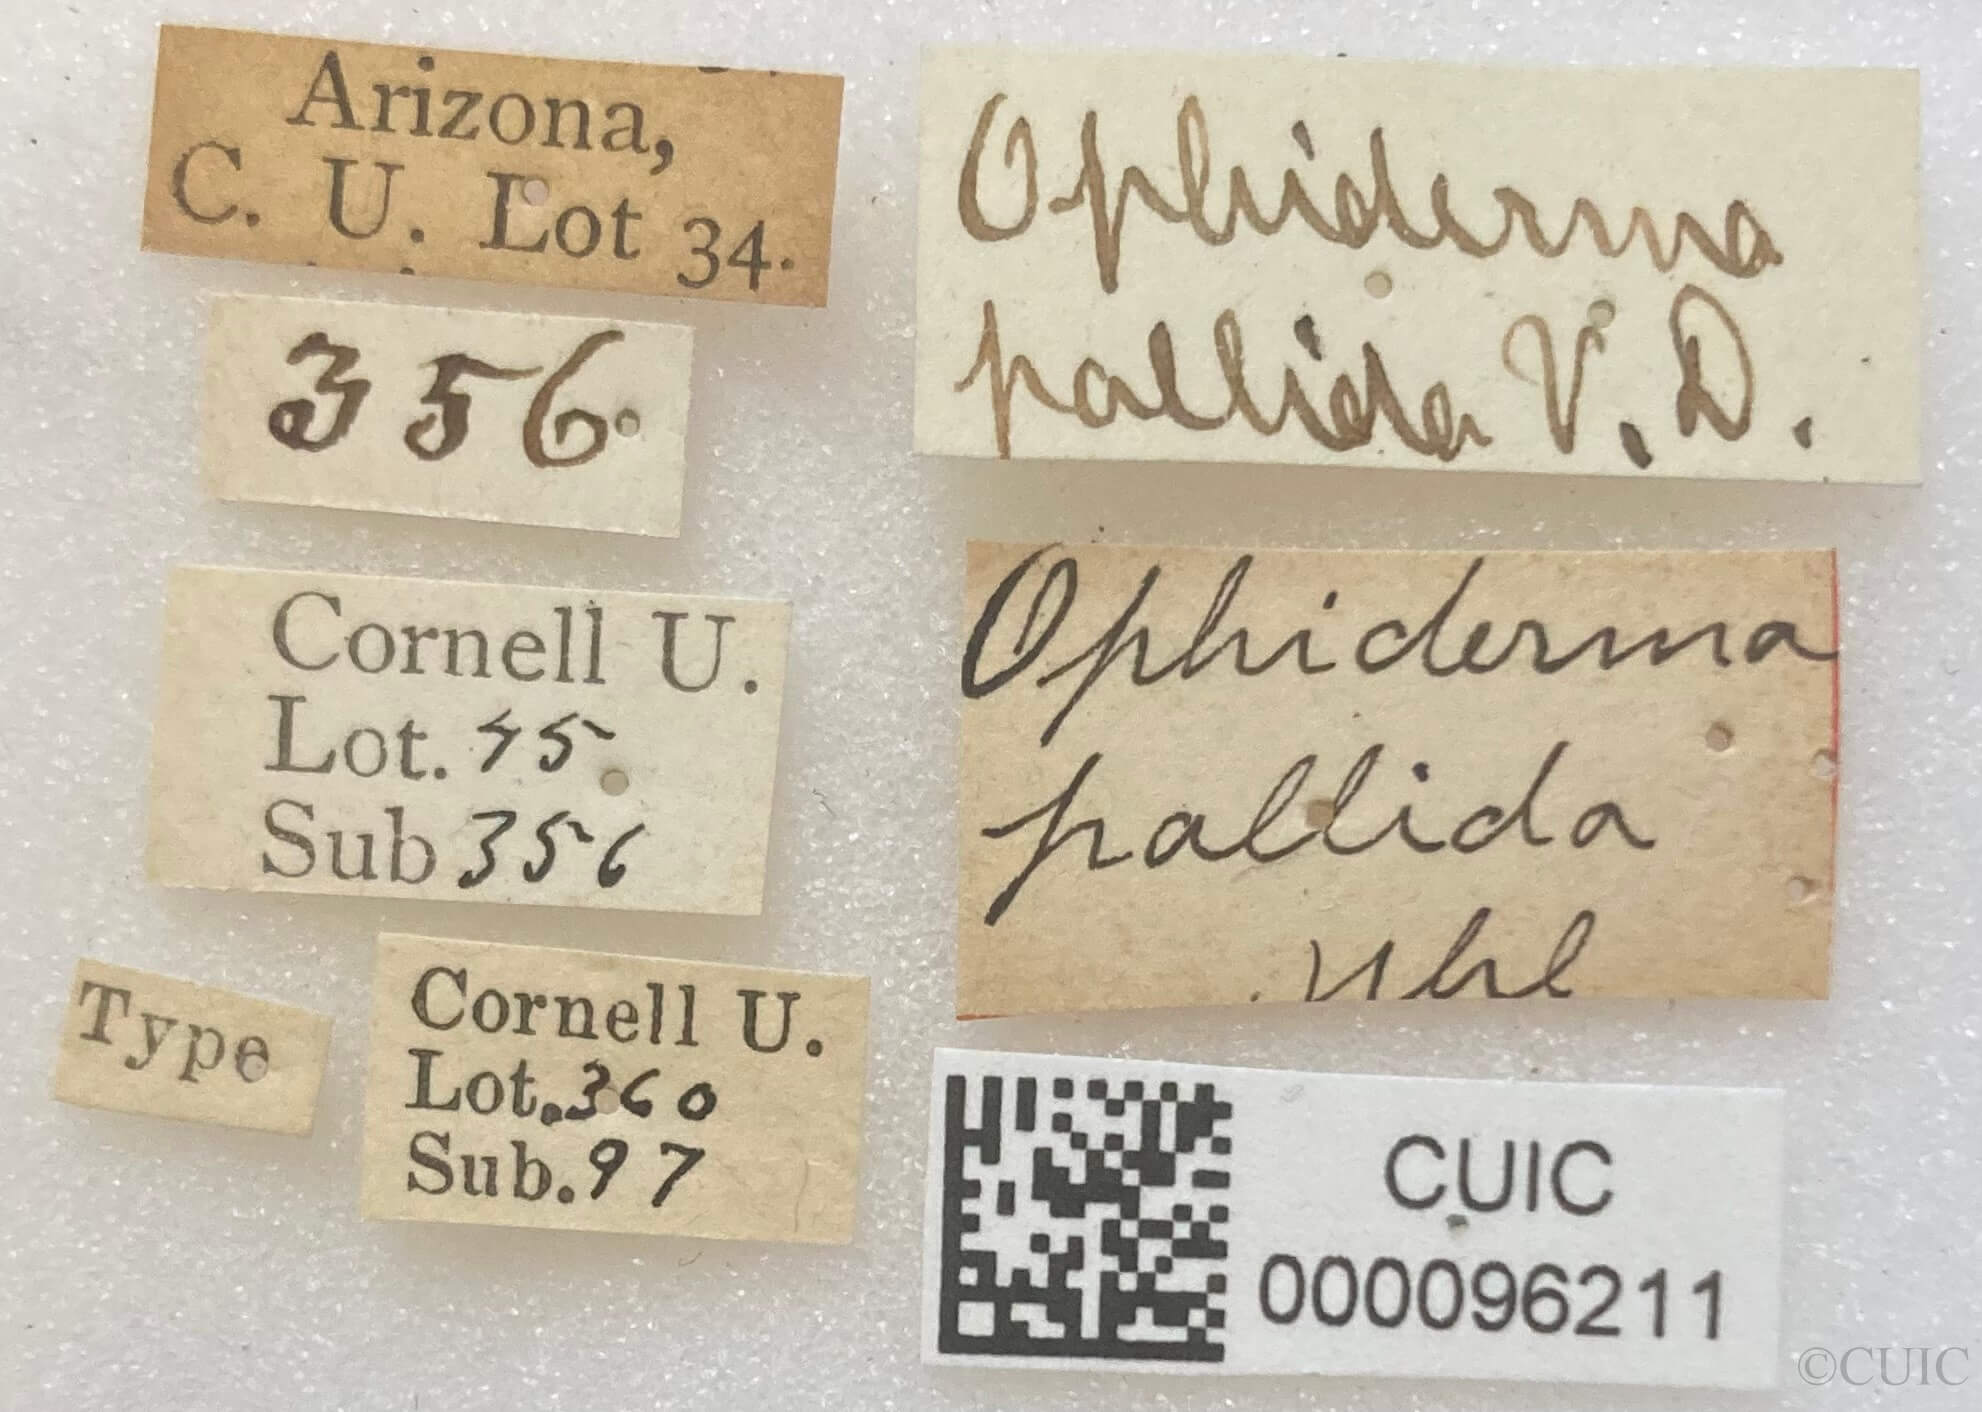 Arizona,
C. U. Lot 34.
356.
Cornell U.
Lot. 45
Sub 356
Type
Cornell U.
Lot. 360
Sub. 97
Ophiderma
pallida V. D.
Ophiderma
pallida
Uhl
CUIC
000096211
©CUIC